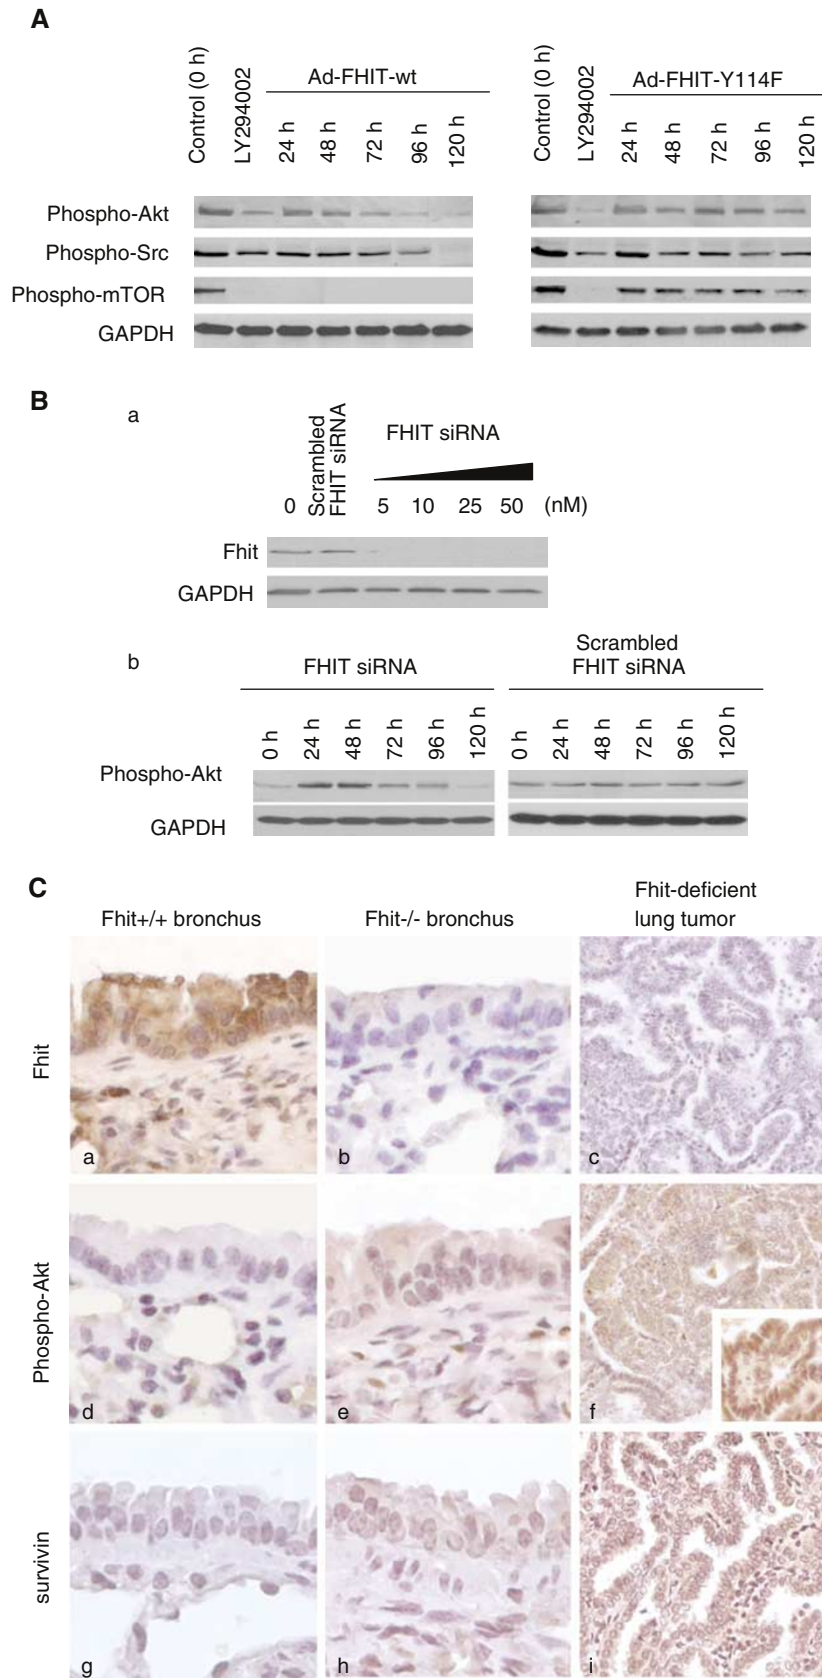 A
Control (0 h)
LY294002
Ad-FHIT-wt
24 h
48 h
72 h
96 h
120 h
Control (0 h)
LY294002
Ad-FHIT-Y114F
24 h
48 h
72 h
96 h
120 h
Phospho-Akt
Phospho-Src
Phospho-mTOR
GAPDH
B
a
0
Scrambled
FHIT siRNA
FHIT siRNA
5 10 25 50 (nM)
Fhit
GAPDH
b
FHIT siRNA
Scrambled
FHIT siRNA
0 h
24 h
48 h
72 h
96 h
120 h
0 h
24 h
48 h
72 h
96 h
120 h
Phospho-Akt
GAPDH
C
Fhit+/+ bronchus
Fhit-/- bronchus
Fhit-deficient
lung tumor
Fhit
a
b
c
Phospho-Akt
d
e
f
survivin
g
h
i